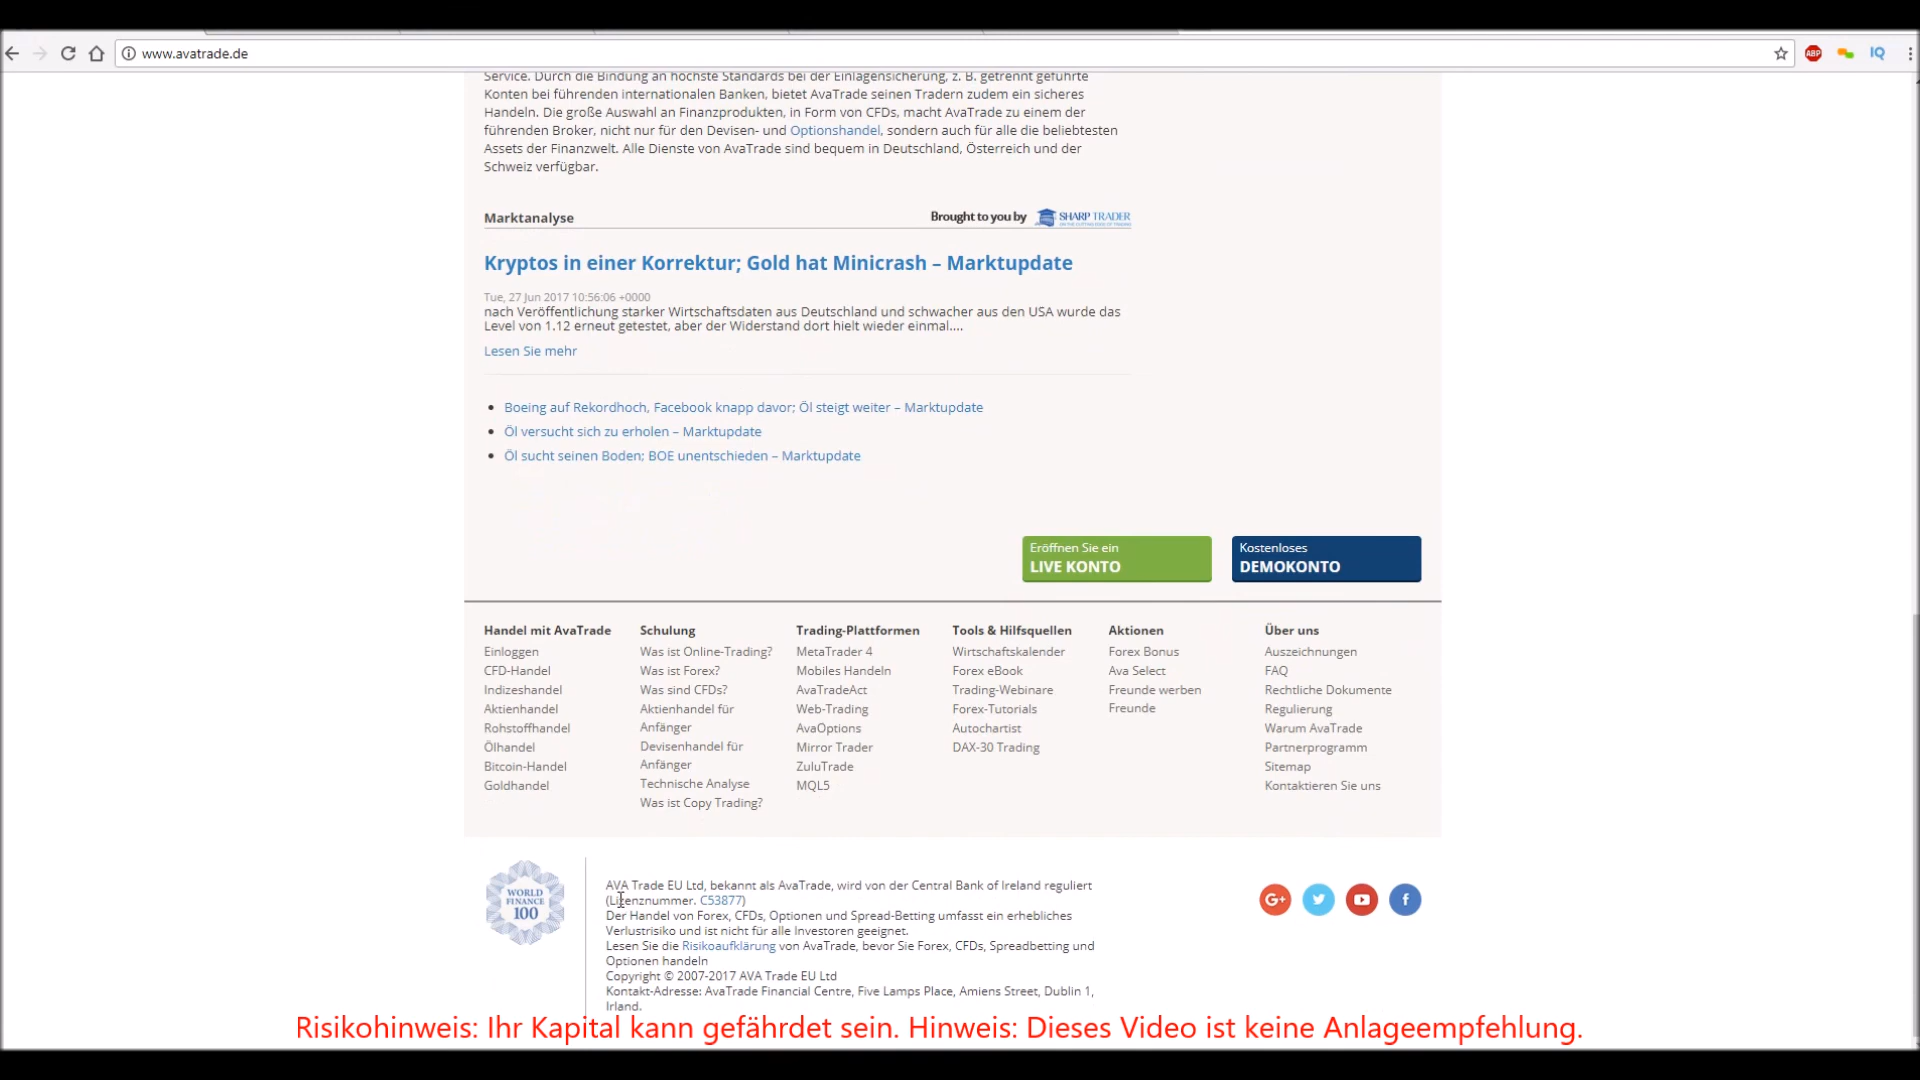 www.avatrade.de
ABP
IQ
Service. Durch die Bindung an höchste Standards bei der Einlagensicherung, z. B. getrennt geführte
Konten bei führenden internationalen Banken, bietet AvaTrade seinen Tradern zudem ein sicheres
Handeln. Die große Auswahl an Finanzprodukten, in Form von CFDs, macht AvaTrade zu einem der
führenden Broker, nicht nur für den Devisen- und Optionshandel, sondern auch für alle die beliebtesten
Assets der Finanzwelt. Alle Dienste von AvaTrade sind bequem in Deutschland, Österreich und der
Schweiz verfügbar.
Marktanalyse
Brought to you by SHARP TRADER
ON THE CUTTING EDGE OF TRADING
Kryptos in einer Korrektur; Gold hat Minicrash – Marktupdate
Tue, 27 Jun 2017 10:56:06 +0000
nach Veröffentlichung starker Wirtschaftsdaten aus Deutschland und schwacher aus den USA wurde das
Level von 1.12 erneut getestet, aber der Widerstand dort hielt wieder einmal....
Lesen Sie mehr
Boeing auf Rekordhoch, Facebook knapp davor; Öl steigt weiter – Marktupdate
Öl versucht sich zu erholen – Marktupdate
Öl sucht seinen Boden; BOE unentschieden – Marktupdate
Eröffnen Sie ein
LIVE KONTO
Kostenloses
DEMOKONTO
Handel mit AvaTrade
Einloggen
CFD-Handel
Indizeshandel
Aktienhandel
Rohstoffhandel
Ölhandel
Bitcoin-Handel
Goldhandel
Schulung
Was ist Online-Trading?
Was ist Forex?
Was sind CFDs?
Aktienhandel für
Anfänger
Devisenhandel für
Anfänger
Technische Analyse
Was ist Copy Trading?
Trading-Plattformen
MetaTrader 4
Mobiles Handeln
AvaTradeAct
Web-Trading
AvaOptions
Mirror Trader
ZuluTrade
MQL5
Tools & Hilfsquellen
Wirtschaftskalender
Forex eBook
Trading-Webinare
Forex-Tutorials
Autochartist
DAX-30 Trading
Aktionen
Forex Bonus
Ava Select
Freunde werben
Freunde
Über uns
Auszeichnungen
FAQ
Rechtliche Dokumente
Regulierung
Warum AvaTrade
Partnerprogramm
Sitemap
Kontaktieren Sie uns
WORLD
FINANCE
100
AVA Trade EU Ltd, bekannt als AvaTrade, wird von der Central Bank of Ireland reguliert
(Lizenznummer. C53877)
Der Handel von Forex, CFDs, Optionen und Spread-Betting umfasst ein erhebliches
Verlustrisiko und ist nicht für alle Investoren geeignet.
Lesen Sie die Risikoaufklärung von AvaTrade, bevor Sie Forex, CFDs, Spreadbetting und
Optionen handeln
Copyright © 2007-2017 AVA Trade EU Ltd
Kontakt-Adresse: AvaTrade Financial Centre, Five Lamps Place, Amiens Street, Dublin 1,
Irland.
G+
f
Risikohinweis: Ihr Kapital kann gefährdet sein. Hinweis: Dieses Video ist keine Anlageempfehlung.